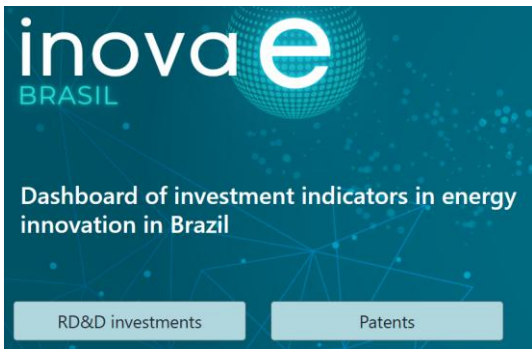 inova e
BRASIL
Dashboard of investment indicators in energy
innovation in Brazil
RD&D investments
Patents